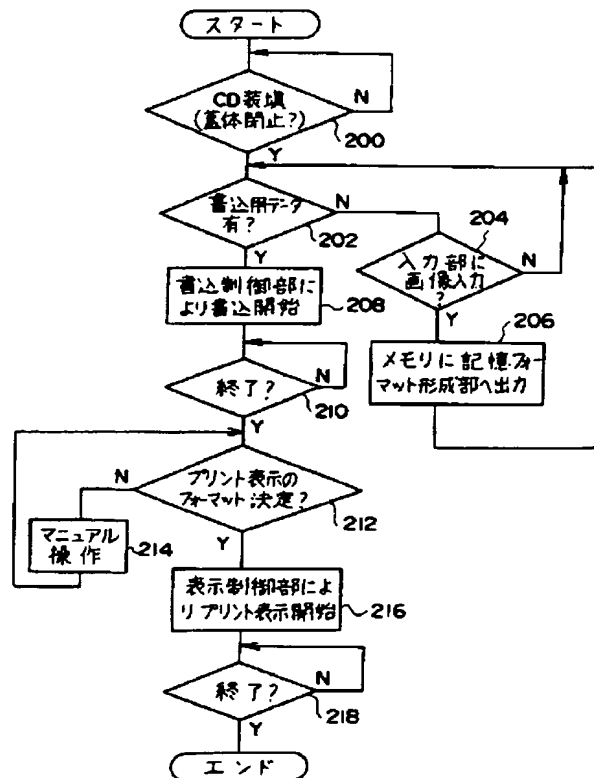 スタート
CD装填
(蓋体閉止?)
N
200
Y
書込用データ
有?
N
202
Y
204
入力部に
画像入力
?
N
Y
書込制御部に
より書込開始
208
206
メモリに記憶フォー
マット形成部へ出力
終了?
N
210
Y
プリント表示の
フォーマット決定?
N
212
Y
マニュアル
操作
214
表示制御部によ
りプリント表示開始
216
終了?
N
218
Y
エンド